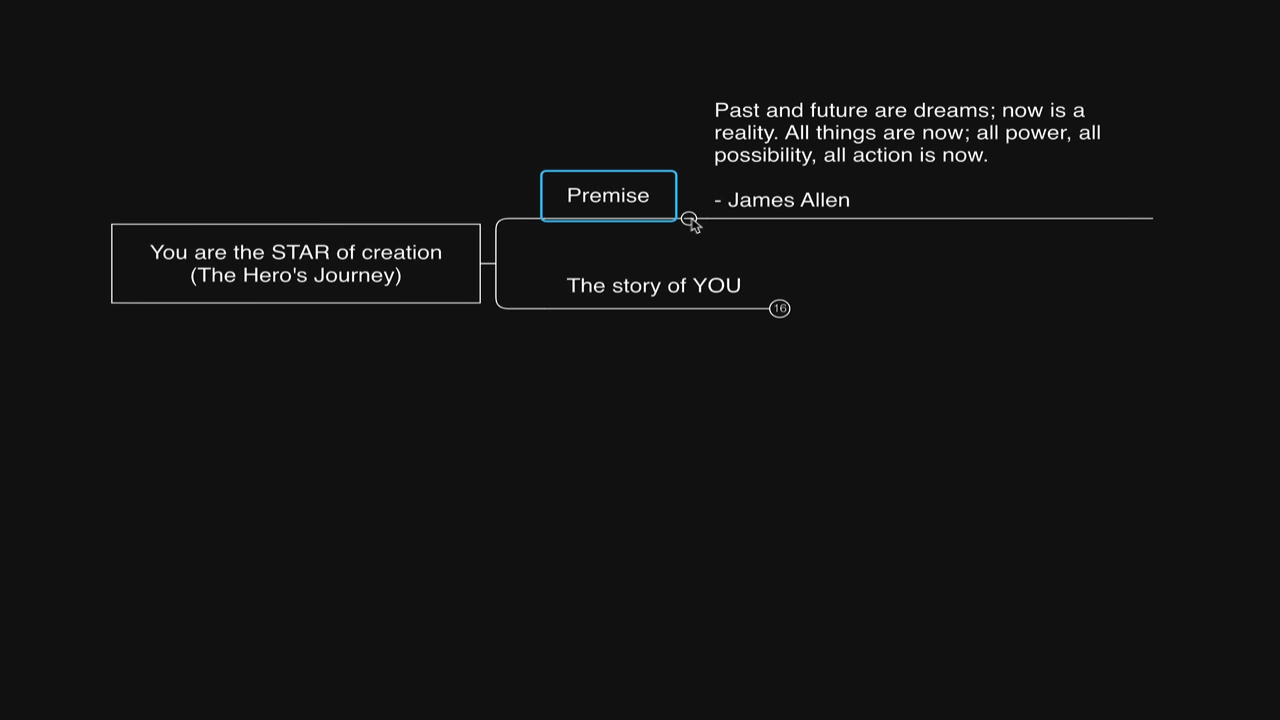 Past and future are dreams; now is a
reality. All things are now; all power, all
possibility, all action is now.
- James Allen
Premise
You are the STAR of creation
(The Hero's Journey)
The story of YOU
16